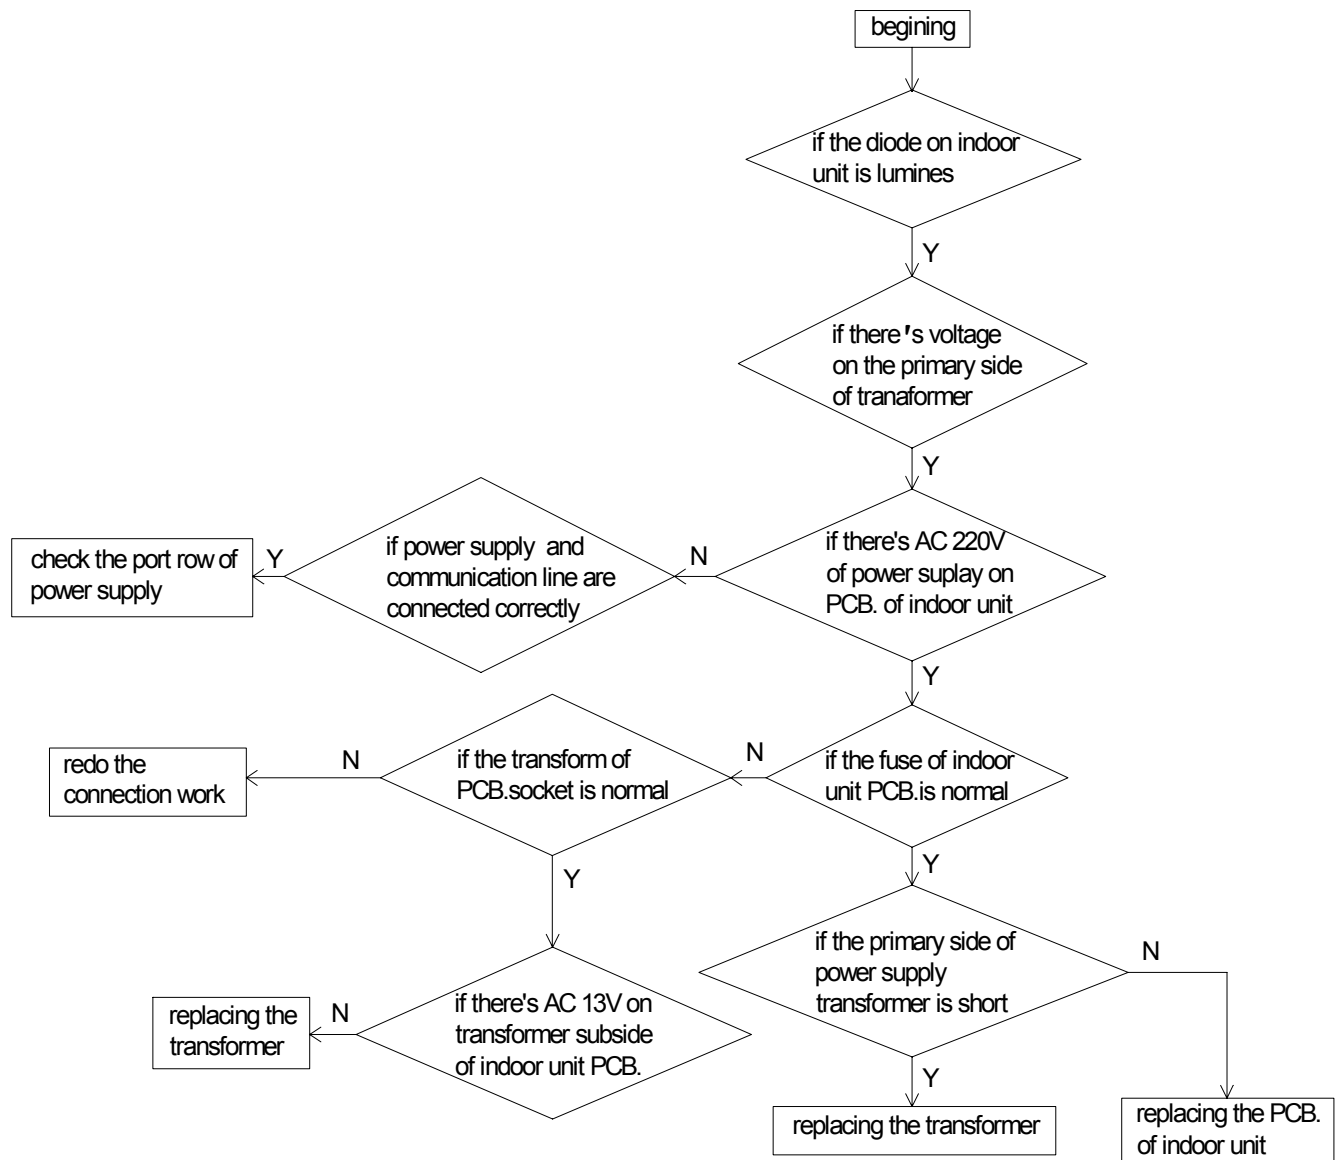 begining
if the diode on indoor
unit is lumines
Y
if there's voltage
on the primary side
of tranaformer
Y
if there's AC 220V
of power suplay on
PCB. of indoor unit
N
if power supply and
communication line are
connected correctly
Y
check the port row of
power supply
Y
if the fuse of indoor
unit PCB.is normal
N
if the transform of
PCB.socket is normal
N
redo the
connection work
Y
if there's AC 13V on
transformer subside
of indoor unit PCB.
N
replacing the
transformer
Y
if the primary side of
power supply
transformer is short
N
replacing the PCB.
of indoor unit
Y
replacing the transformer